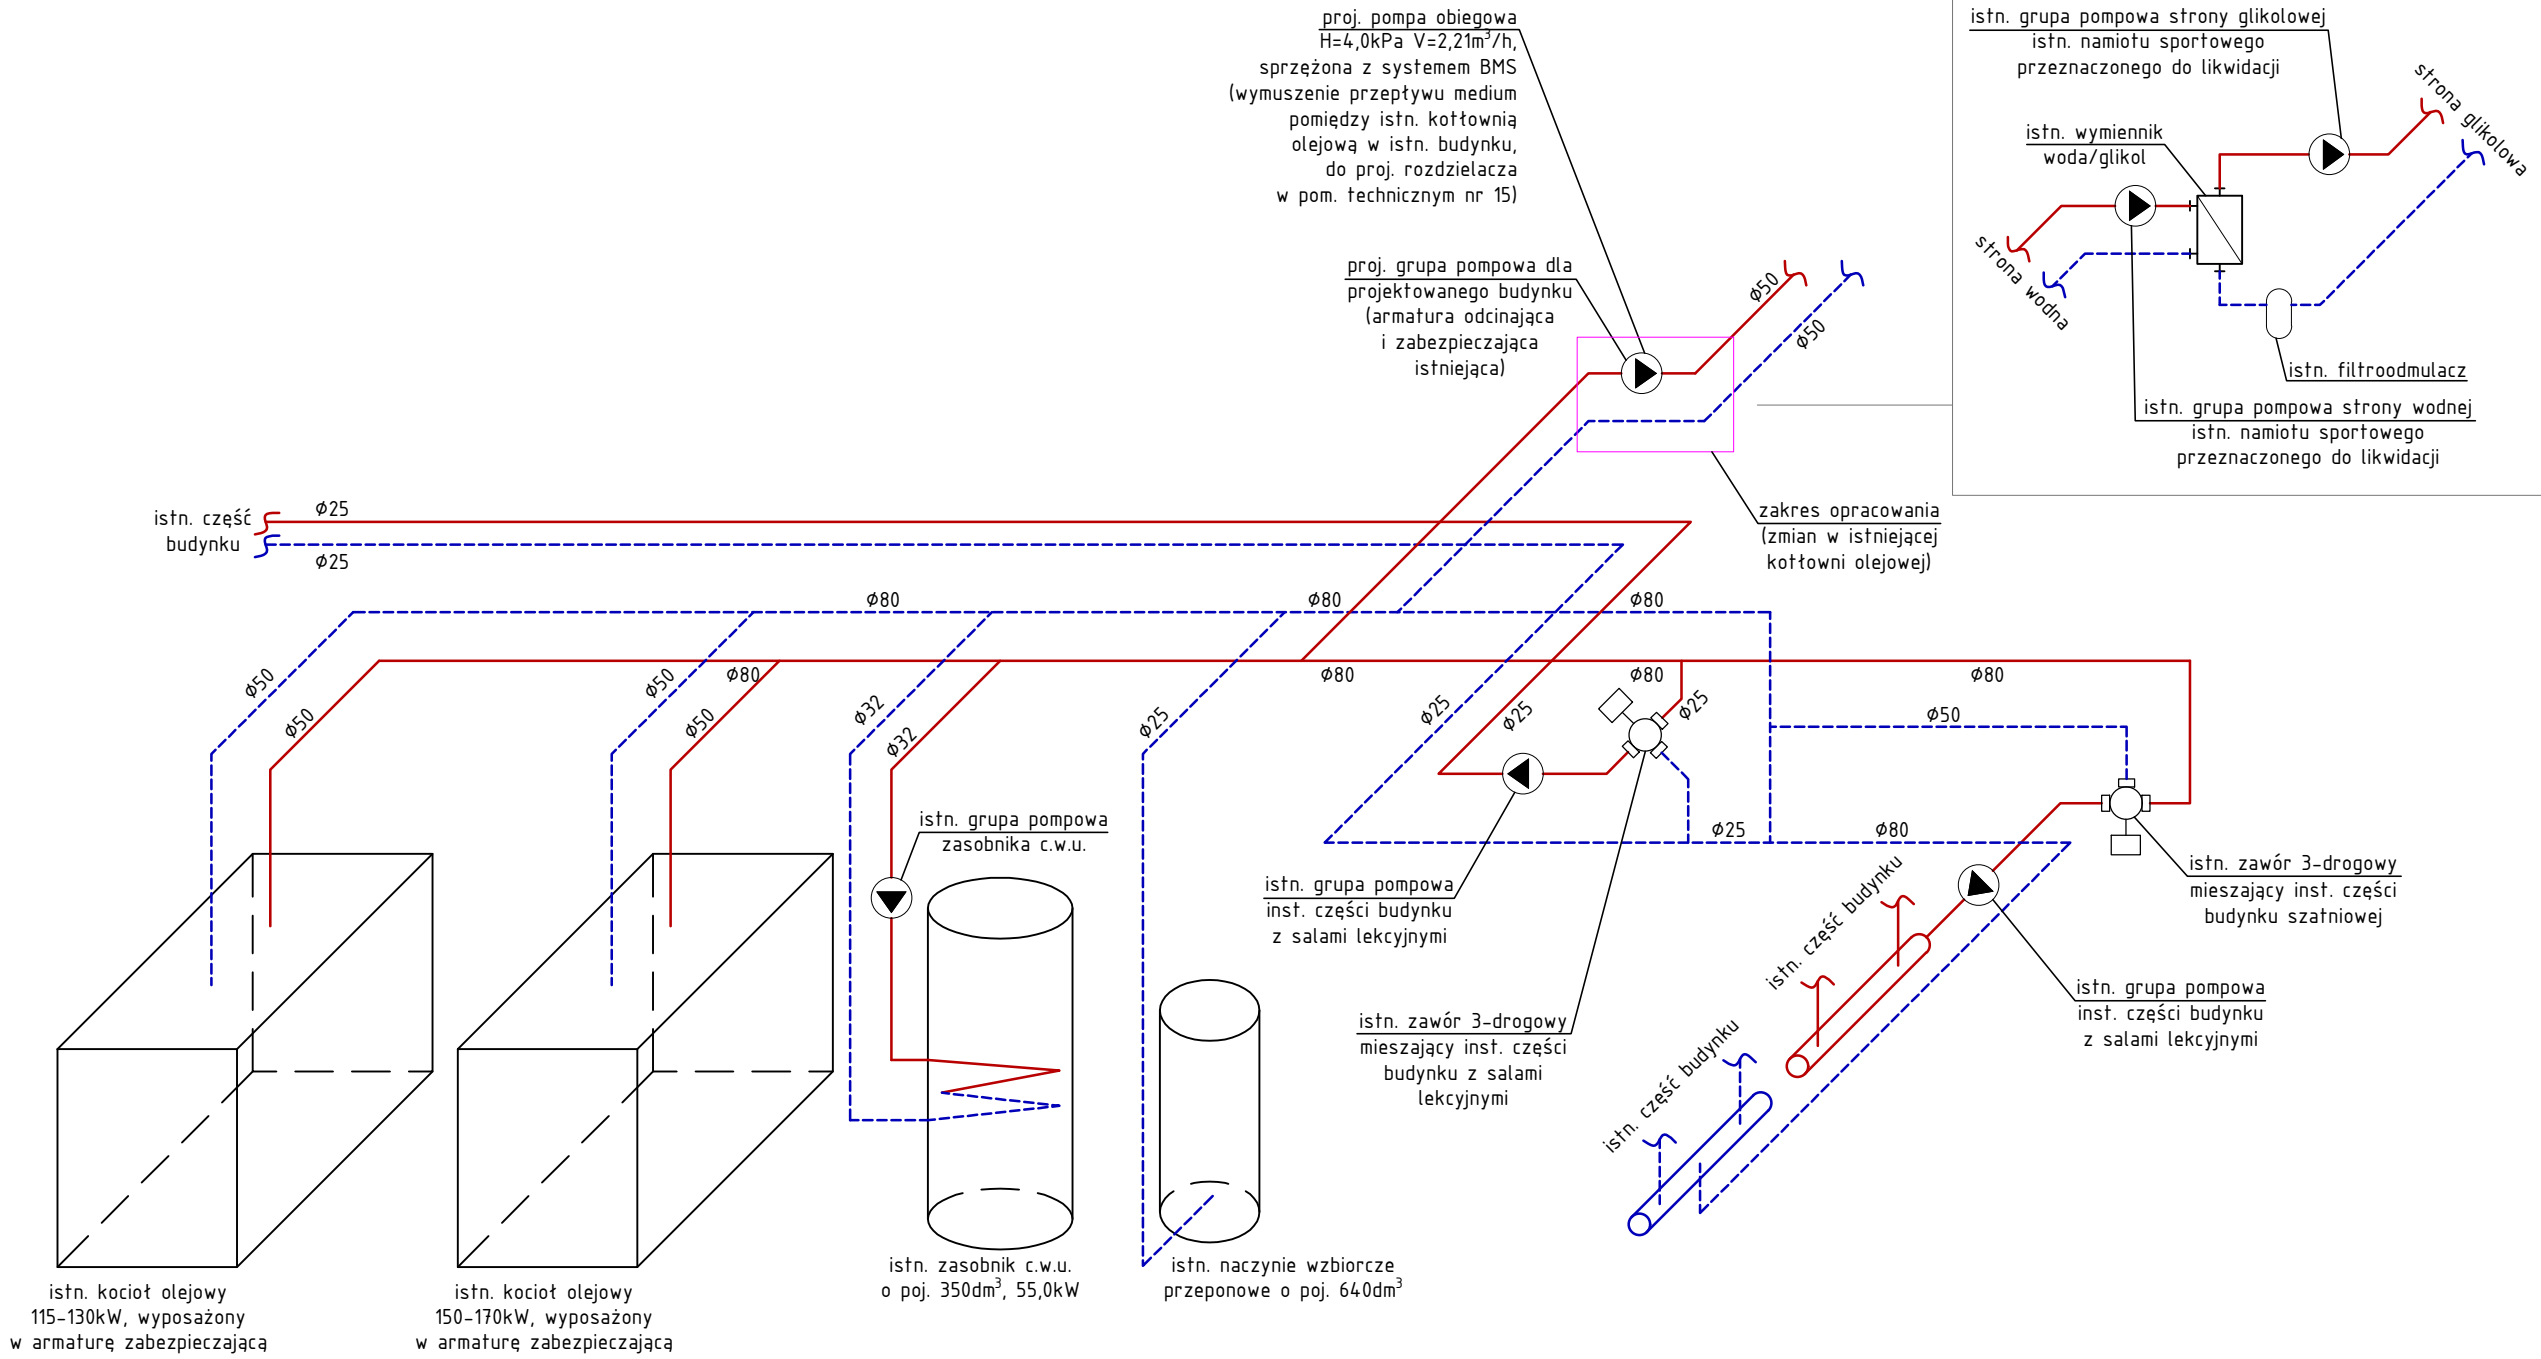 proj. pompa obiegowa
H=4,0kPa V=2,21m³/h,
sprzężona z systemem BMS
(wymuszenie przepływu medium
pomiędzy istn. kotłownią
olejową w istn. budynku,
do proj. rozdzielacza
w pom. technicznym nr 15)
istn. grupa pompowa strony glikolowej
istn. namiotu sportowego
przeznaczonego do likwidacji
strona glikolowa
istn. wymiennik
woda/glikol
strona wodna
istn. filtroodmulacz
istn. grupa pompowa strony wodnej
istn. namiotu sportowego
przeznaczonego do likwidacji
proj. grupa pompowa dla
projektowanego budynku
(armatura odcinająca
i zabezpieczająca
istniejąca)
ø50
ø50
zakres opracowania
(zmian w istniejącej
kotłowni olejowej)
istn. część
budynku
ø25
ø25
ø80
ø80
ø80
ø50
ø50
ø50
ø80
ø50
ø32
ø32
ø25
ø80
ø80
ø80
ø25
ø25
ø25
ø50
ø25
ø80
istn. grupa pompowa
zasobnika c.w.u.
istn. grupa pompowa
inst. części budynku
z salami lekcyjnymi
istn. zawór 3-drogowy
mieszający inst. części
budynku szatniowej
istn. część budynku
istn. grupa pompowa
inst. części budynku
z salami lekcyjnymi
istn. zawór 3-drogowy
mieszający inst. części
budynku z salami
lekcyjnymi
istn. część budynku
istn. kocioł olejowy
115-130kW, wyposażony
w armaturę zabezpieczającą
istn. kocioł olejowy
150-170kW, wyposażony
w armaturę zabezpieczającą
istn. zasobnik c.w.u.
o poj. 350dm³, 55,0kW
istn. naczynie wzbiorcze
przeponowe o poj. 640dm³